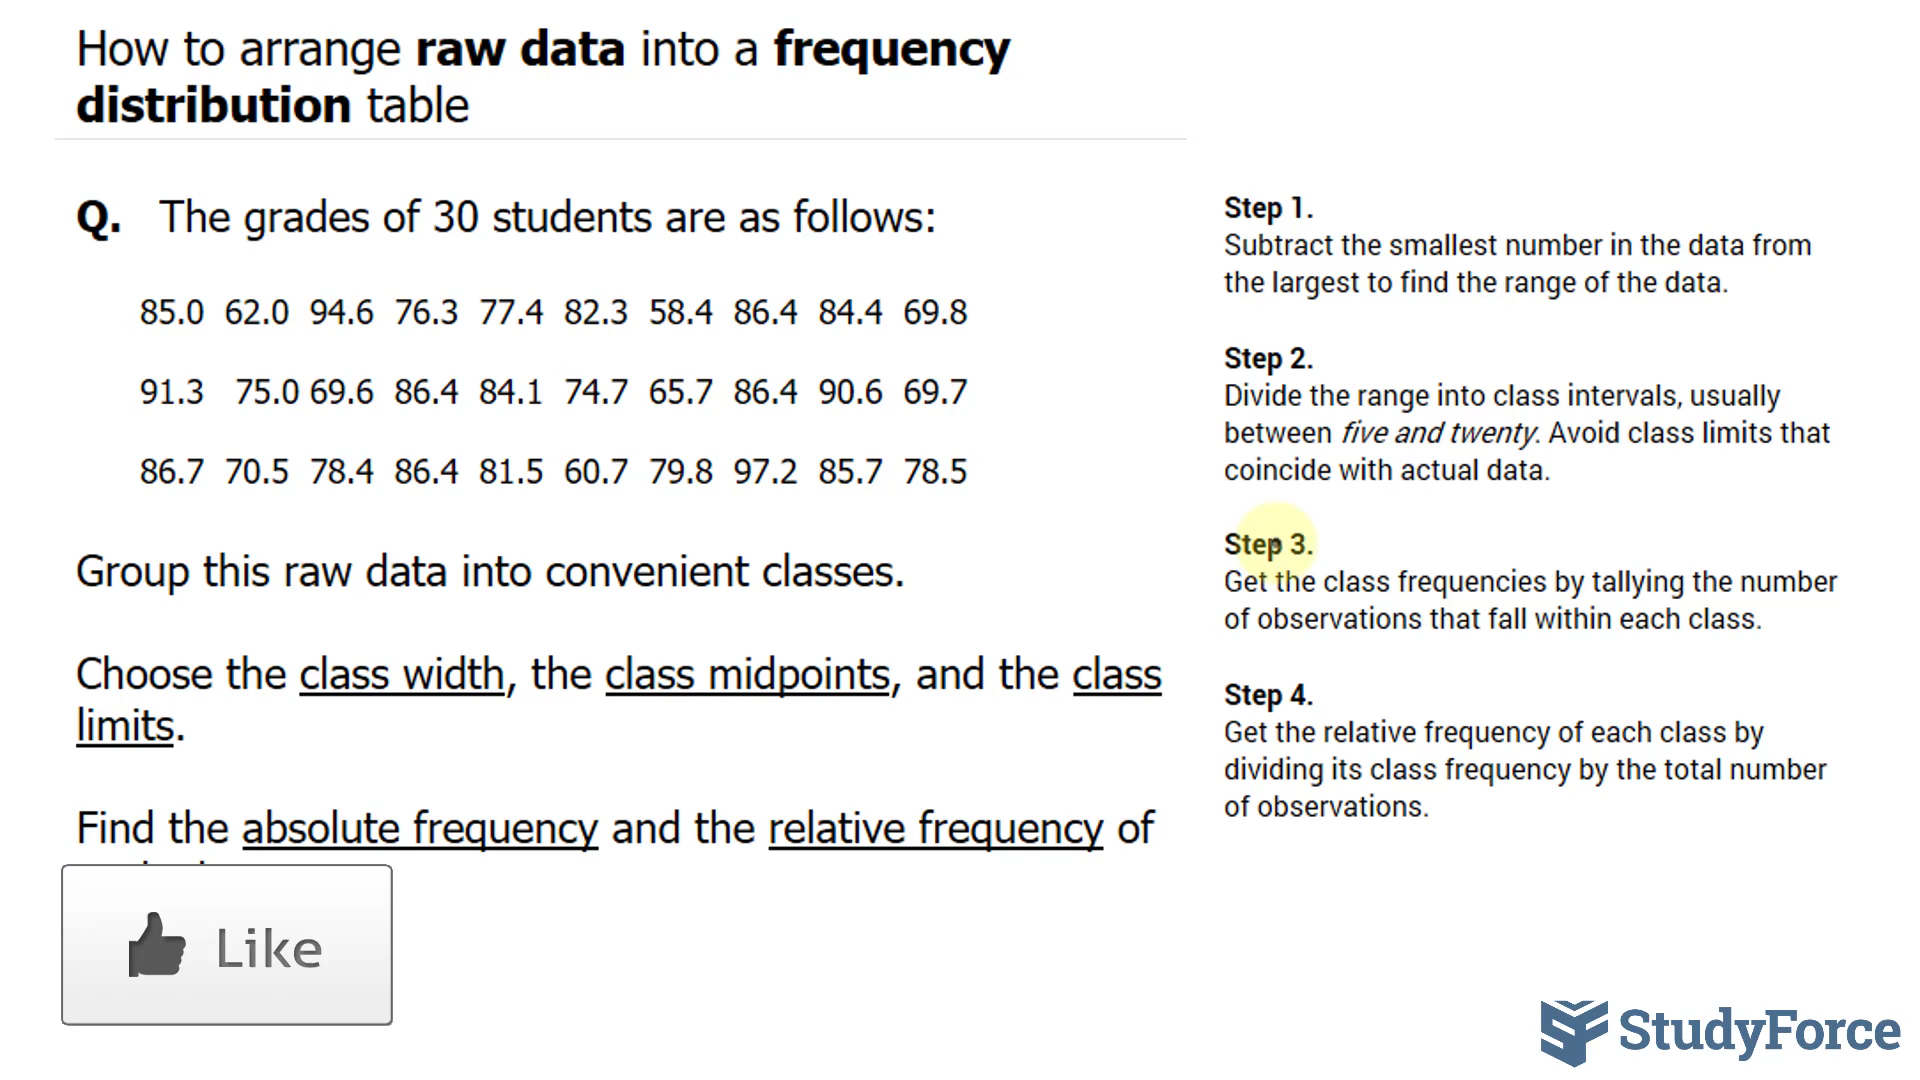 How to arrange raw data into a frequency
distribution table
Q. The grades of 30 students are as follows:
85.0 62.0 94.6 76.3 77.4 82.3 58.4 86.4 84.4 69.8
91.3 75.0 69.6 86.4 84.1 74.7 65.7 86.4 90.6 69.7
86.7 70.5 78.4 86.4 81.5 60.7 79.8 97.2 85.7 78.5
Group this raw data into convenient classes.
Choose the class width, the class midpoints, and the class
limits.
Find the absolute frequency and the relative frequency of
Like
Step 1.
Subtract the smallest number in the data from
the largest to find the range of the data.
Step 2.
Divide the range into class intervals, usually
between five and twenty. Avoid class limits that
coincide with actual data.
Step 3.
Get the class frequencies by tallying the number
of observations that fall within each class.
Step 4.
Get the relative frequency of each class by
dividing its class frequency by the total number
of observations.
StudyForce